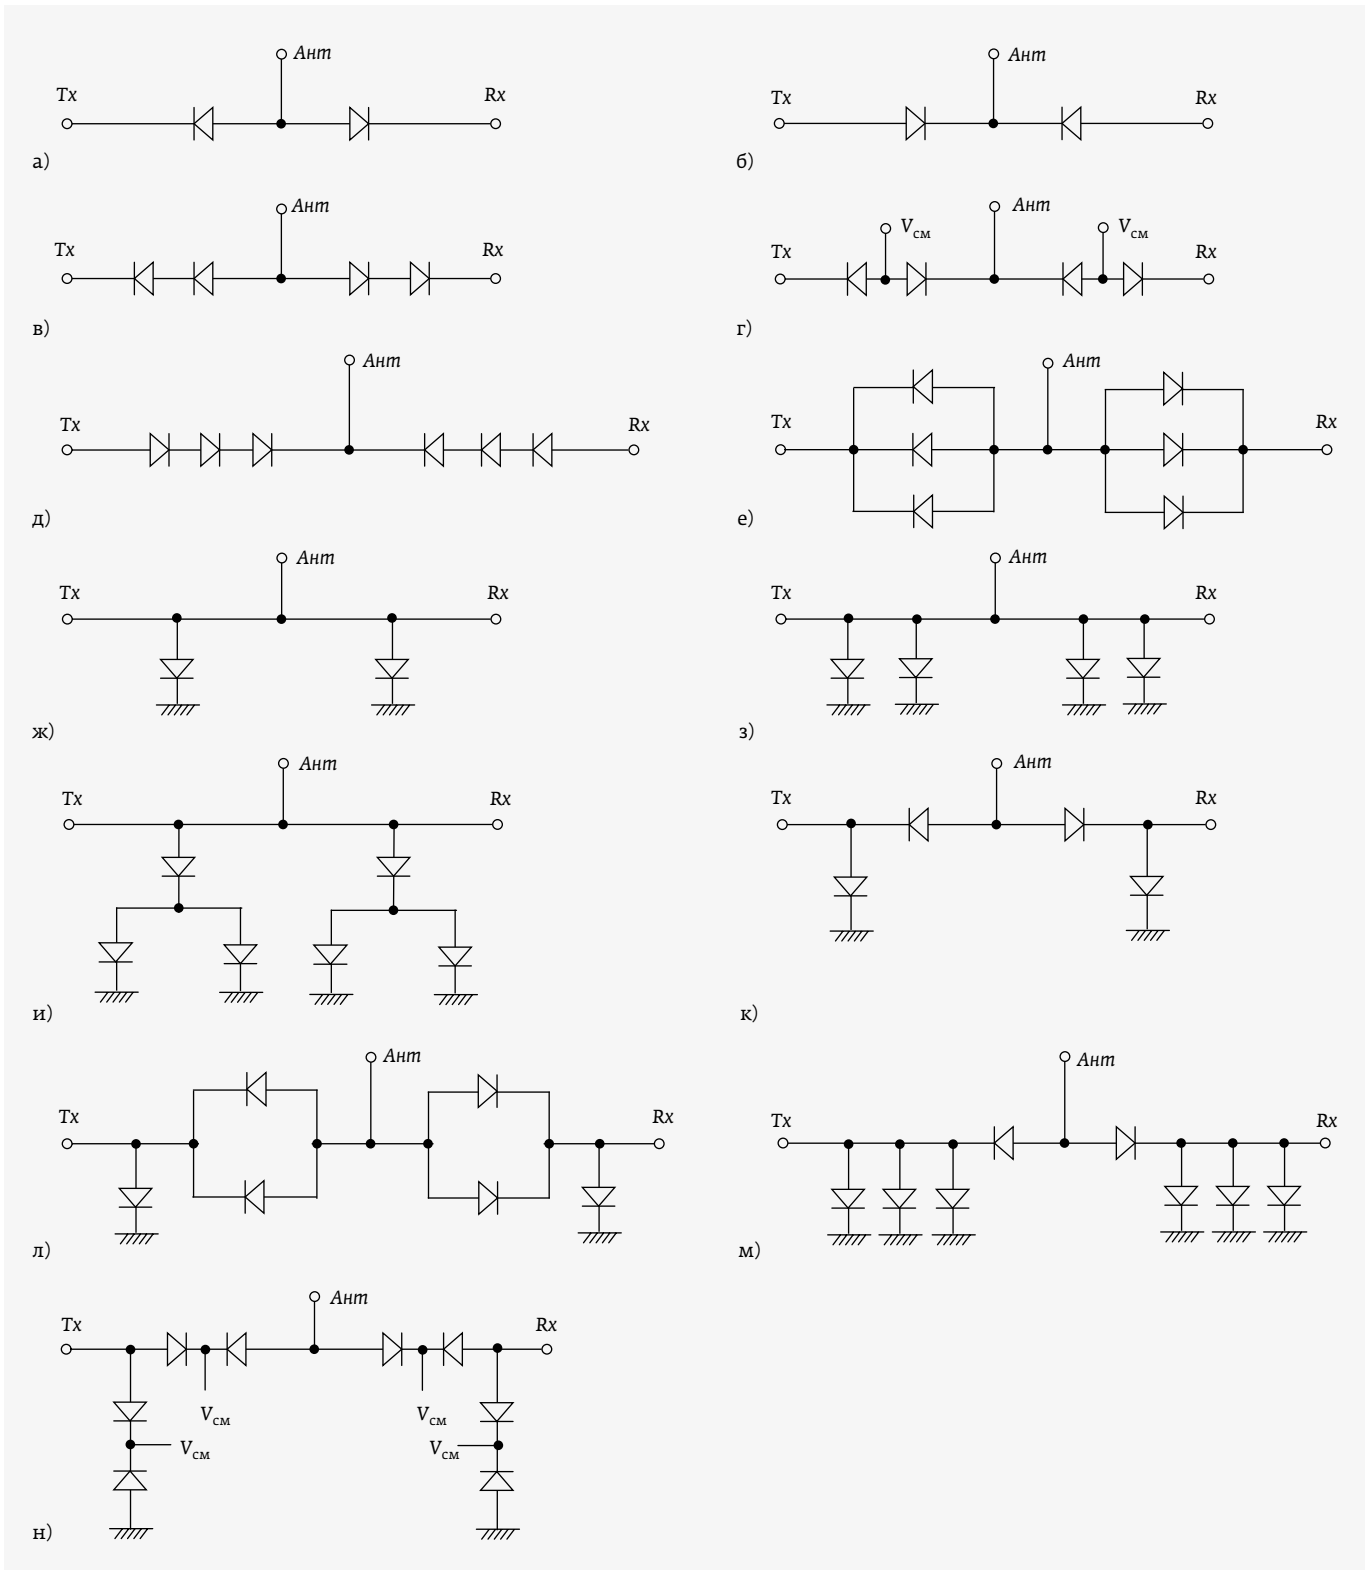 Ант
Tx
Rx
а)
Ант
Tx
Rx
б)
Ант
Tx
Rx
в)
Ант
Vсм
Vсм
Tx
Rx
г)
Ант
Tx
Rx
д)
Ант
Tx
Rx
е)
Ант
Tx
Rx
ж)
Ант
Tx
Rx
з)
Ант
Tx
Rx
и)
Ант
Tx
Rx
к)
Ант
Tx
Rx
л)
Ант
Tx
Rx
м)
Ант
Tx
Rx
Vсм
Vсм
Vсм
Vсм
н)